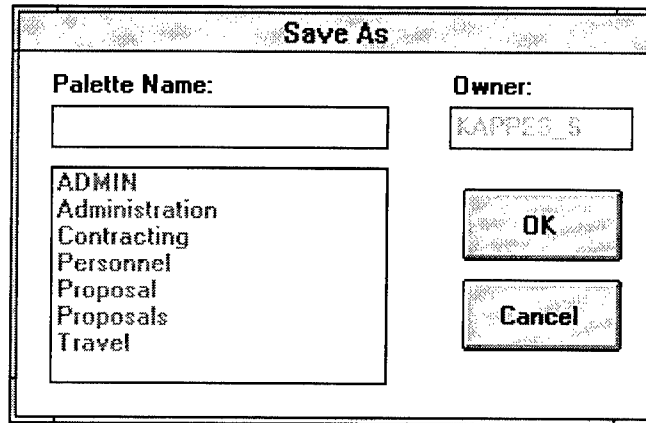 Save As
Palette Name:
Owner:
KAPPES_S
ADMIN
Administration
Contracting
Personnel
Proposal
Proposals
Travel
OK
Cancel